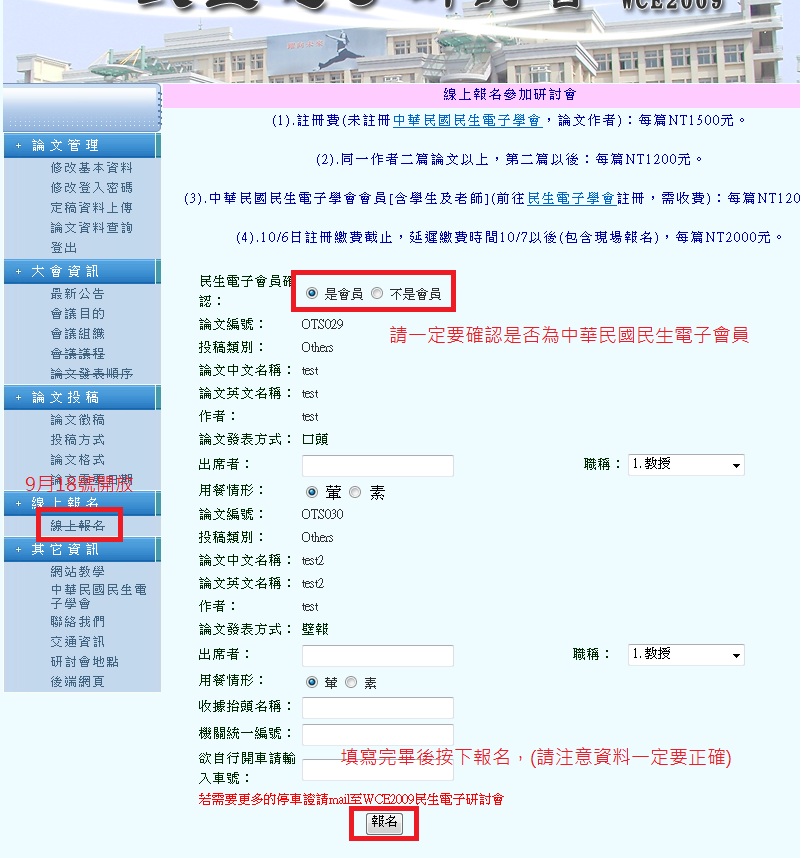 WCE2009
線上報名參加研討會
(1).註冊費(未註冊中華民國民生電子學會，論文作者)：每篇NT1500元。
(2).同一作者二篇論文以上，第二篇以後：每篇NT1200元。
(3).中華民國民生電子學會會員[含學生及老師](前往民生電子學會註冊，需收費)：每篇NT120
(4).10/6日註冊繳費截止，延遲繳費時間10/7以後(包含現場報名)，每篇NT2000元。
+ 論文管理
修改基本資料
修改登入密碼
定稿資料上傳
論文資料查詢
登出
+ 大會資訊
最新公告
會議目的
會議組織
會議議程
論文發表順序
+ 論文投稿
論文徵稿
投稿方式
論文格式
論文重要日期
9月18號開放
+ 線上報名
線上報名
+ 其它資訊
網站教學
中華民國民生電
子學會
聯絡我們
交通資訊
研討會地點
後端網頁
民生電子會員確
認： 是會員 不是會員
論文編號： OTS029
請一定要確認是否為中華民國民生電子會員
投稿類別： Others
論文中文名稱： test
論文英文名稱： test
作者： test
論文發表方式： 口頭
出席者： 職稱： 1.教授
用餐情形： 葷 素
論文編號： OTS030
投稿類別： Others
論文中文名稱： test2
論文英文名稱： test2
作者： test
論文發表方式： 壁報
出席者： 職稱： 1.教授
用餐情形： 葷 素
收據抬頭名稱：
機關統一編號：
欲自行開車請輸
入車號：
填寫完畢後按下報名，(請注意資料一定要正確)
若需要更多的停車證請mail至WCE2009民生電子研討會
報名